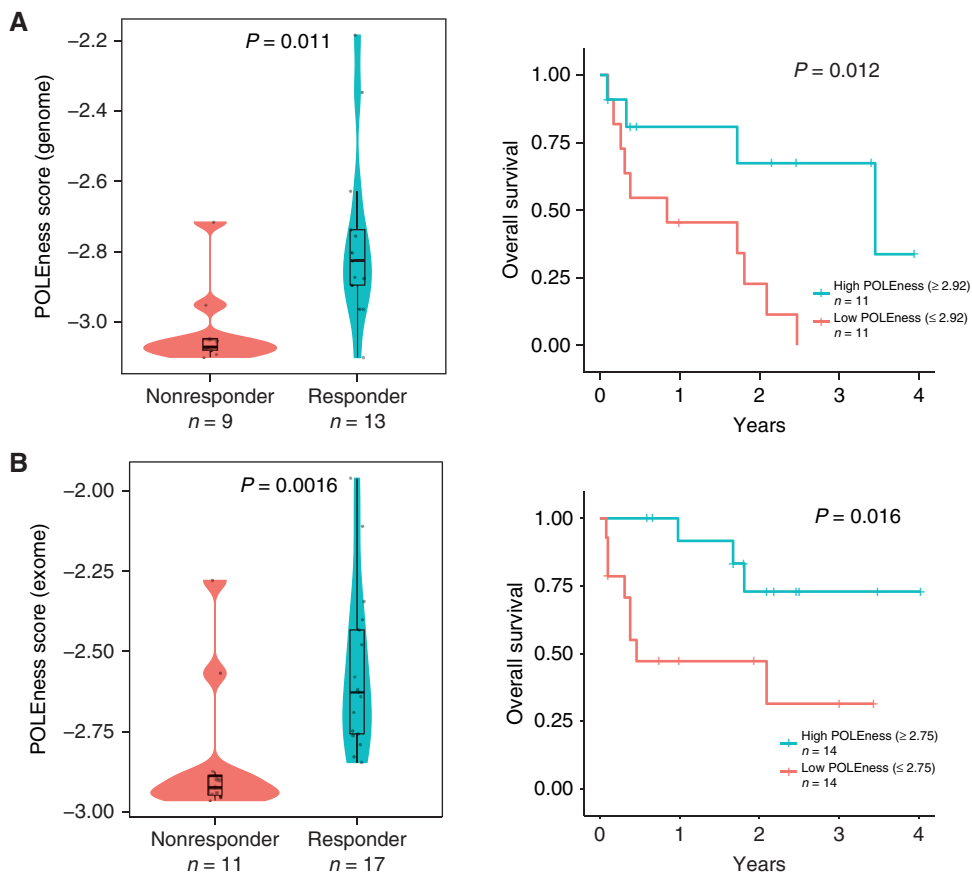 A
P = 0.011
POLEness score (genome)
−2.2
−2.4
−2.6
−2.8
−3.0
Nonresponder
n = 9
Responder
n = 13
P = 0.012
Overall survival
1.00
0.75
0.50
0.25
0.00
High POLEness (≥ 2.92)
n = 11
Low POLEness (≤ 2.92)
n = 11
0 1 2 3 4
Years
B
P = 0.0016
POLEness score (exome)
−2.00
−2.25
−2.50
−2.75
−3.00
Nonresponder
n = 11
Responder
n = 17
P = 0.016
Overall survival
1.00
0.75
0.50
0.25
0.00
High POLEness (≥ 2.75)
n = 14
Low POLEness (≤ 2.75)
n = 14
0 1 2 3 4
Years